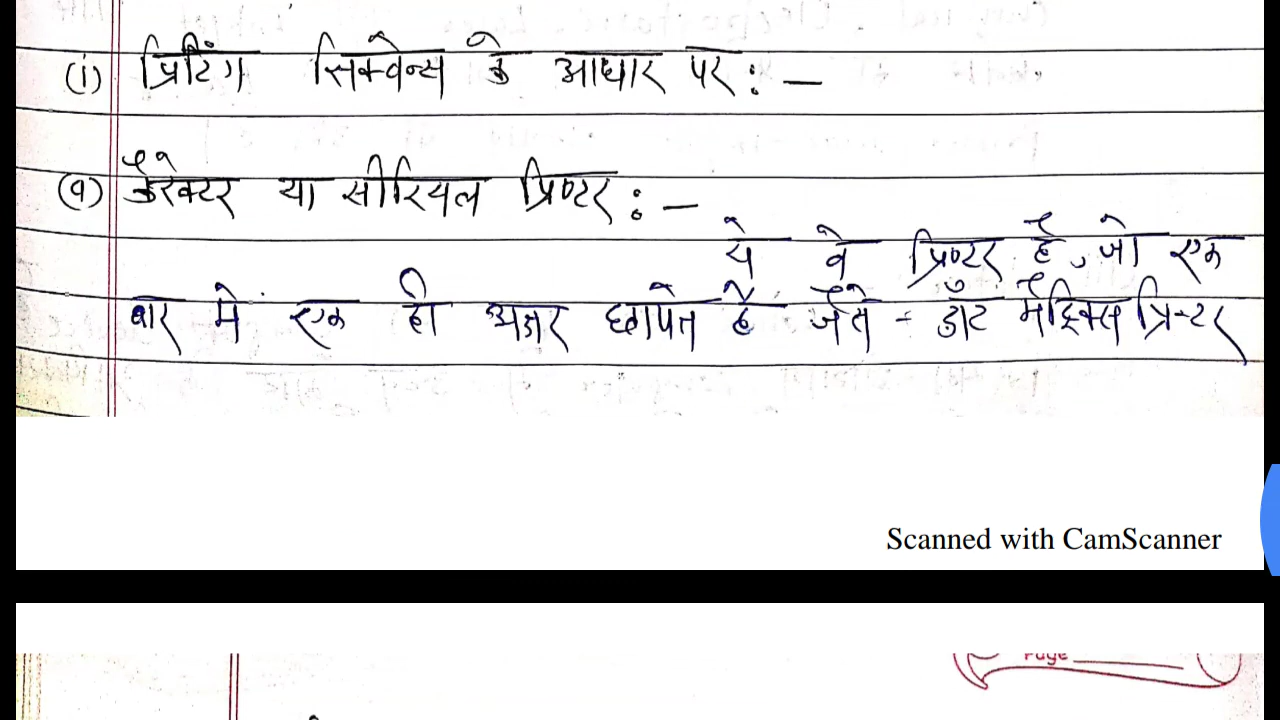 (i) प्रिटिंग सिक्वेन्स के आधार पर : —
(a) कैरेक्टर या सीरियल प्रिण्टर : —
ये वे प्रिण्टर है, जो एक
बार मे एक ही अक्षर छापते है जैसे - डॉट मैट्रिक्स प्रिन्टर
Scanned with CamScanner
Page